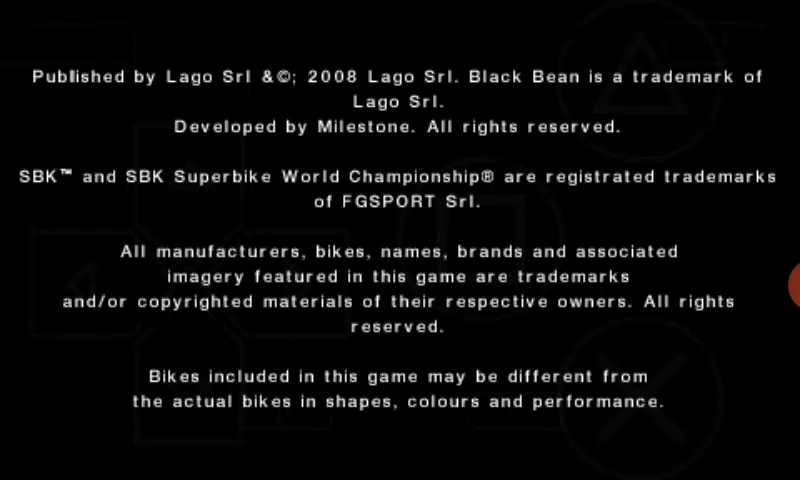 Published by Lago Srl &©; 2008 Lago Srl. Black Bean is a trademark of
Lago Srl.
Developed by Milestone. All rights reserved.
SBK™ and SBK Superbike World Championship® are registrated trademarks
of FGSPORT Srl.
All manufacturers, bikes, names, brands and associated
imagery featured in this game are trademarks
and/or copyrighted materials of their respective owners. All rights
reserved.
Bikes included in this game may be different from
the actual bikes in shapes, colours and performance.